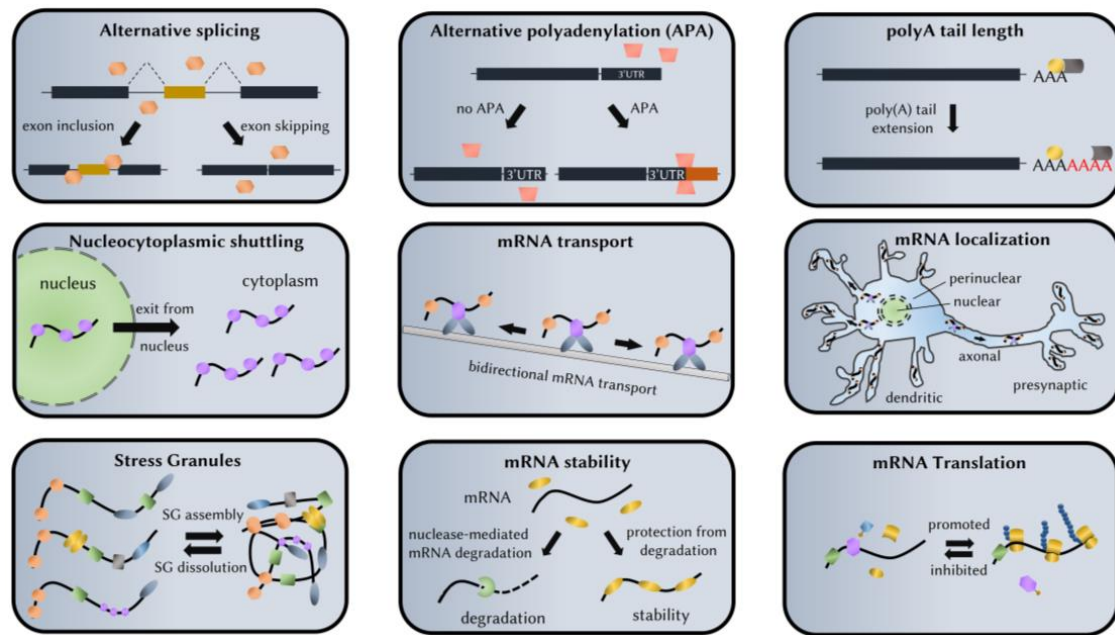 Alternative splicing
exon inclusion
exon skipping
Alternative polyadenylation (APA)
3'UTR
no APA
APA
3'UTR
3'UTR
polyA tail length
AAA
poly(A) tail
extension
AAAAAAA
Nucleocytoplasmic shuttling
nucleus
cytoplasm
exit from
nucleus
mRNA transport
bidirectional mRNA transport
mRNA localization
perinuclear
nuclear
axonal
presynaptic
dendritic
Stress Granules
SG assembly
SG dissolution
mRNA stability
mRNA
nuclease-mediated
mRNA degradation
protection from
degradation
degradation
stability
mRNA Translation
promoted
inhibited